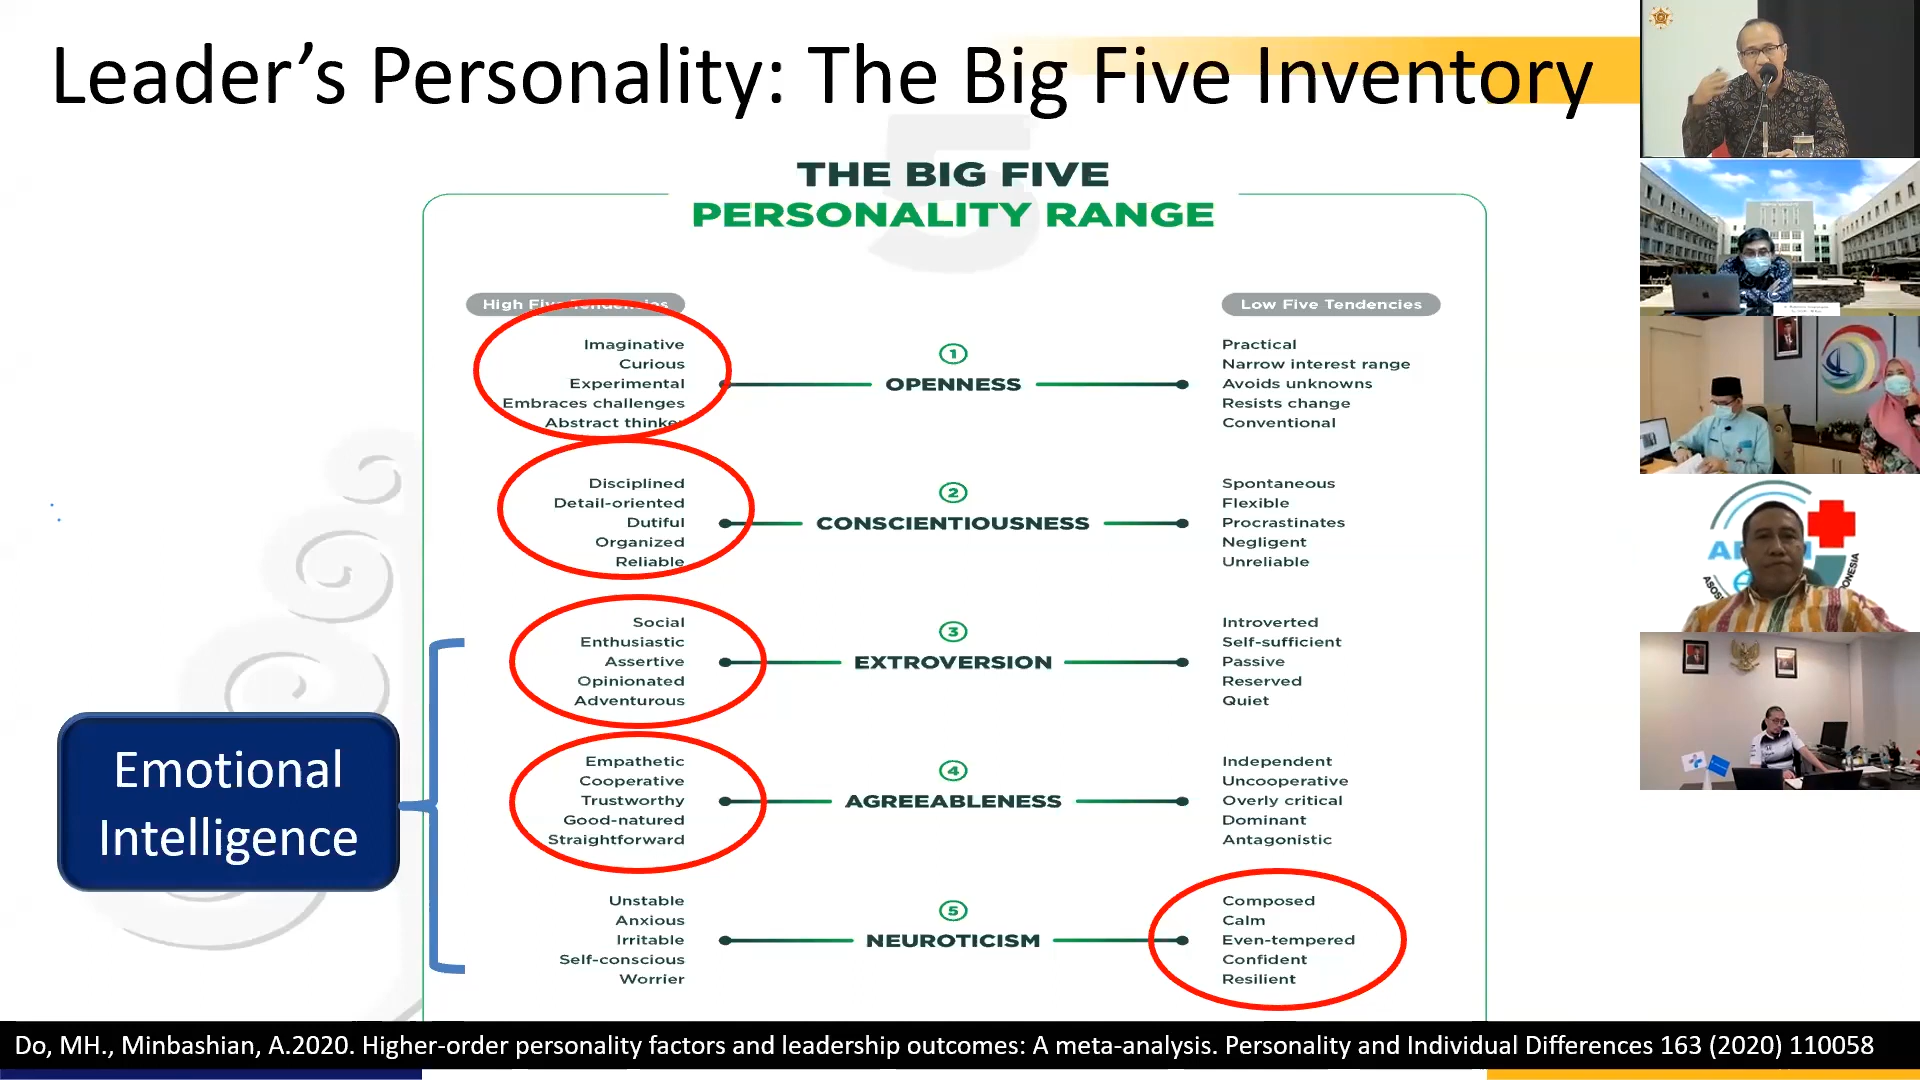 Leader's Personality: The Big Five Inventory
THE BIG FIVE
PERSONALITY RANGE
High Five Tendencies
Low Five Tendencies
Imaginative
Curious
Experimental
Embraces challenges
Abstract thinker
1
OPENNESS
Practical
Narrow interest range
Avoids unknowns
Resists change
Conventional
Disciplined
Detail-oriented
Dutiful
Organized
Reliable
2
CONSCIENTIOUSNESS
Spontaneous
Flexible
Procrastinates
Negligent
Unreliable
Social
Enthusiastic
Assertive
Opinionated
Adventurous
3
EXTROVERSION
Introverted
Self-sufficient
Passive
Reserved
Quiet
Emotional
Intelligence
Empathetic
Cooperative
Trustworthy
Good-natured
Straightforward
4
AGREEABLENESS
Independent
Uncooperative
Overly critical
Dominant
Antagonistic
Unstable
Anxious
Irritable
Self-conscious
Worrier
5
NEUROTICISM
Composed
Calm
Even-tempered
Confident
Resilient
Do, MH., Minbashian, A.2020. Higher-order personality factors and leadership outcomes: A meta-analysis. Personality and Individual Differences 163 (2020) 110058